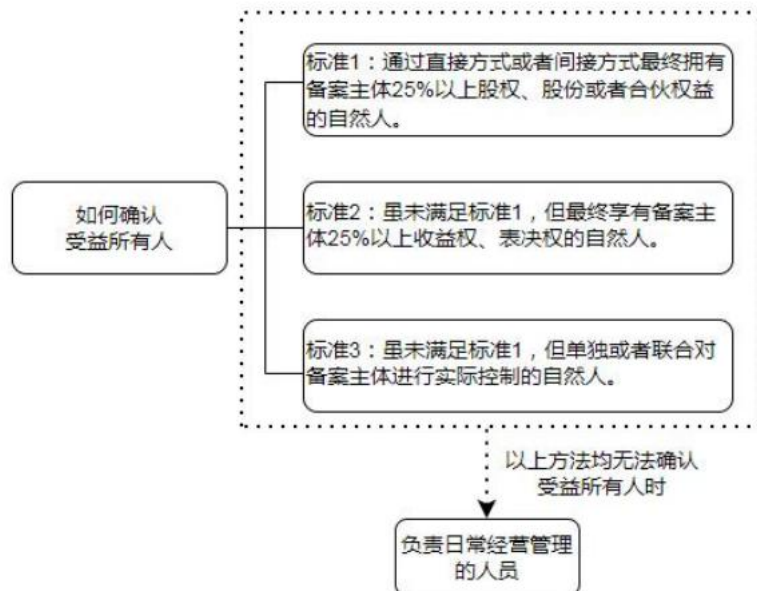 标准1：通过直接方式或者间接方式最终拥有
备案主体25%以上股权、股份或者合伙权益
的自然人。
如何确认
受益所有人
标准2：虽未满足标准1，但最终享有备案主
体25%以上收益权、表决权的自然人。
标准3：虽未满足标准1，但单独或者联合对
备案主体进行实际控制的自然人。
以上方法均无法确认
受益所有人时
负责日常经营管理
的人员